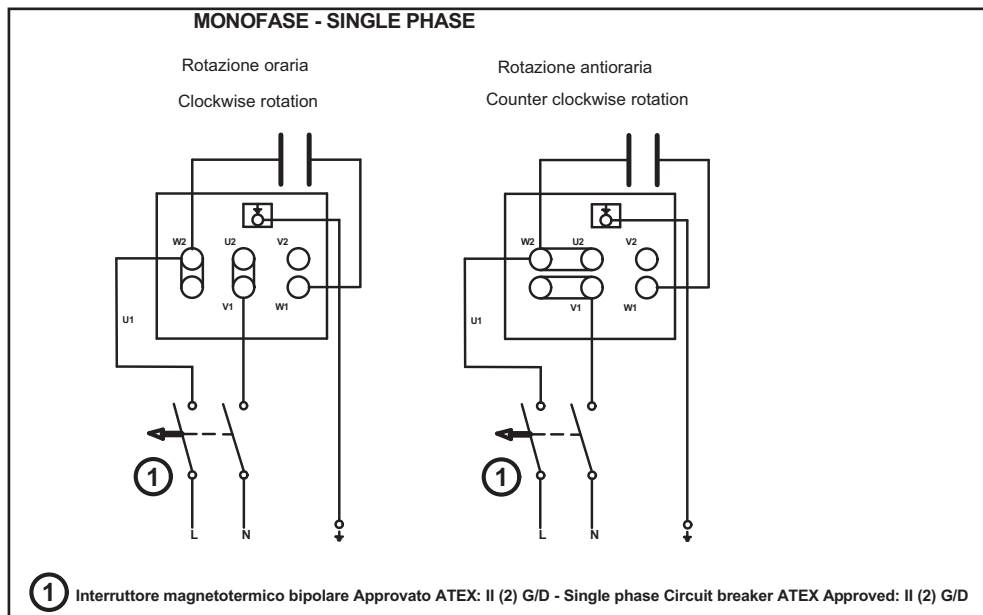 MONOFASE - SINGLE PHASE
Rotazione oraria
Clockwise rotation
Rotazione antioraria
Counter clockwise rotation
W2 U2 V2
U1 V1 W1
L N
W2 U2 V2
U1 V1 W1
L N
1
1
1 Interruttore magnetotermico bipolare Approvato ATEX: II (2) G/D - Single phase Circuit breaker ATEX Approved: II (2) G/D